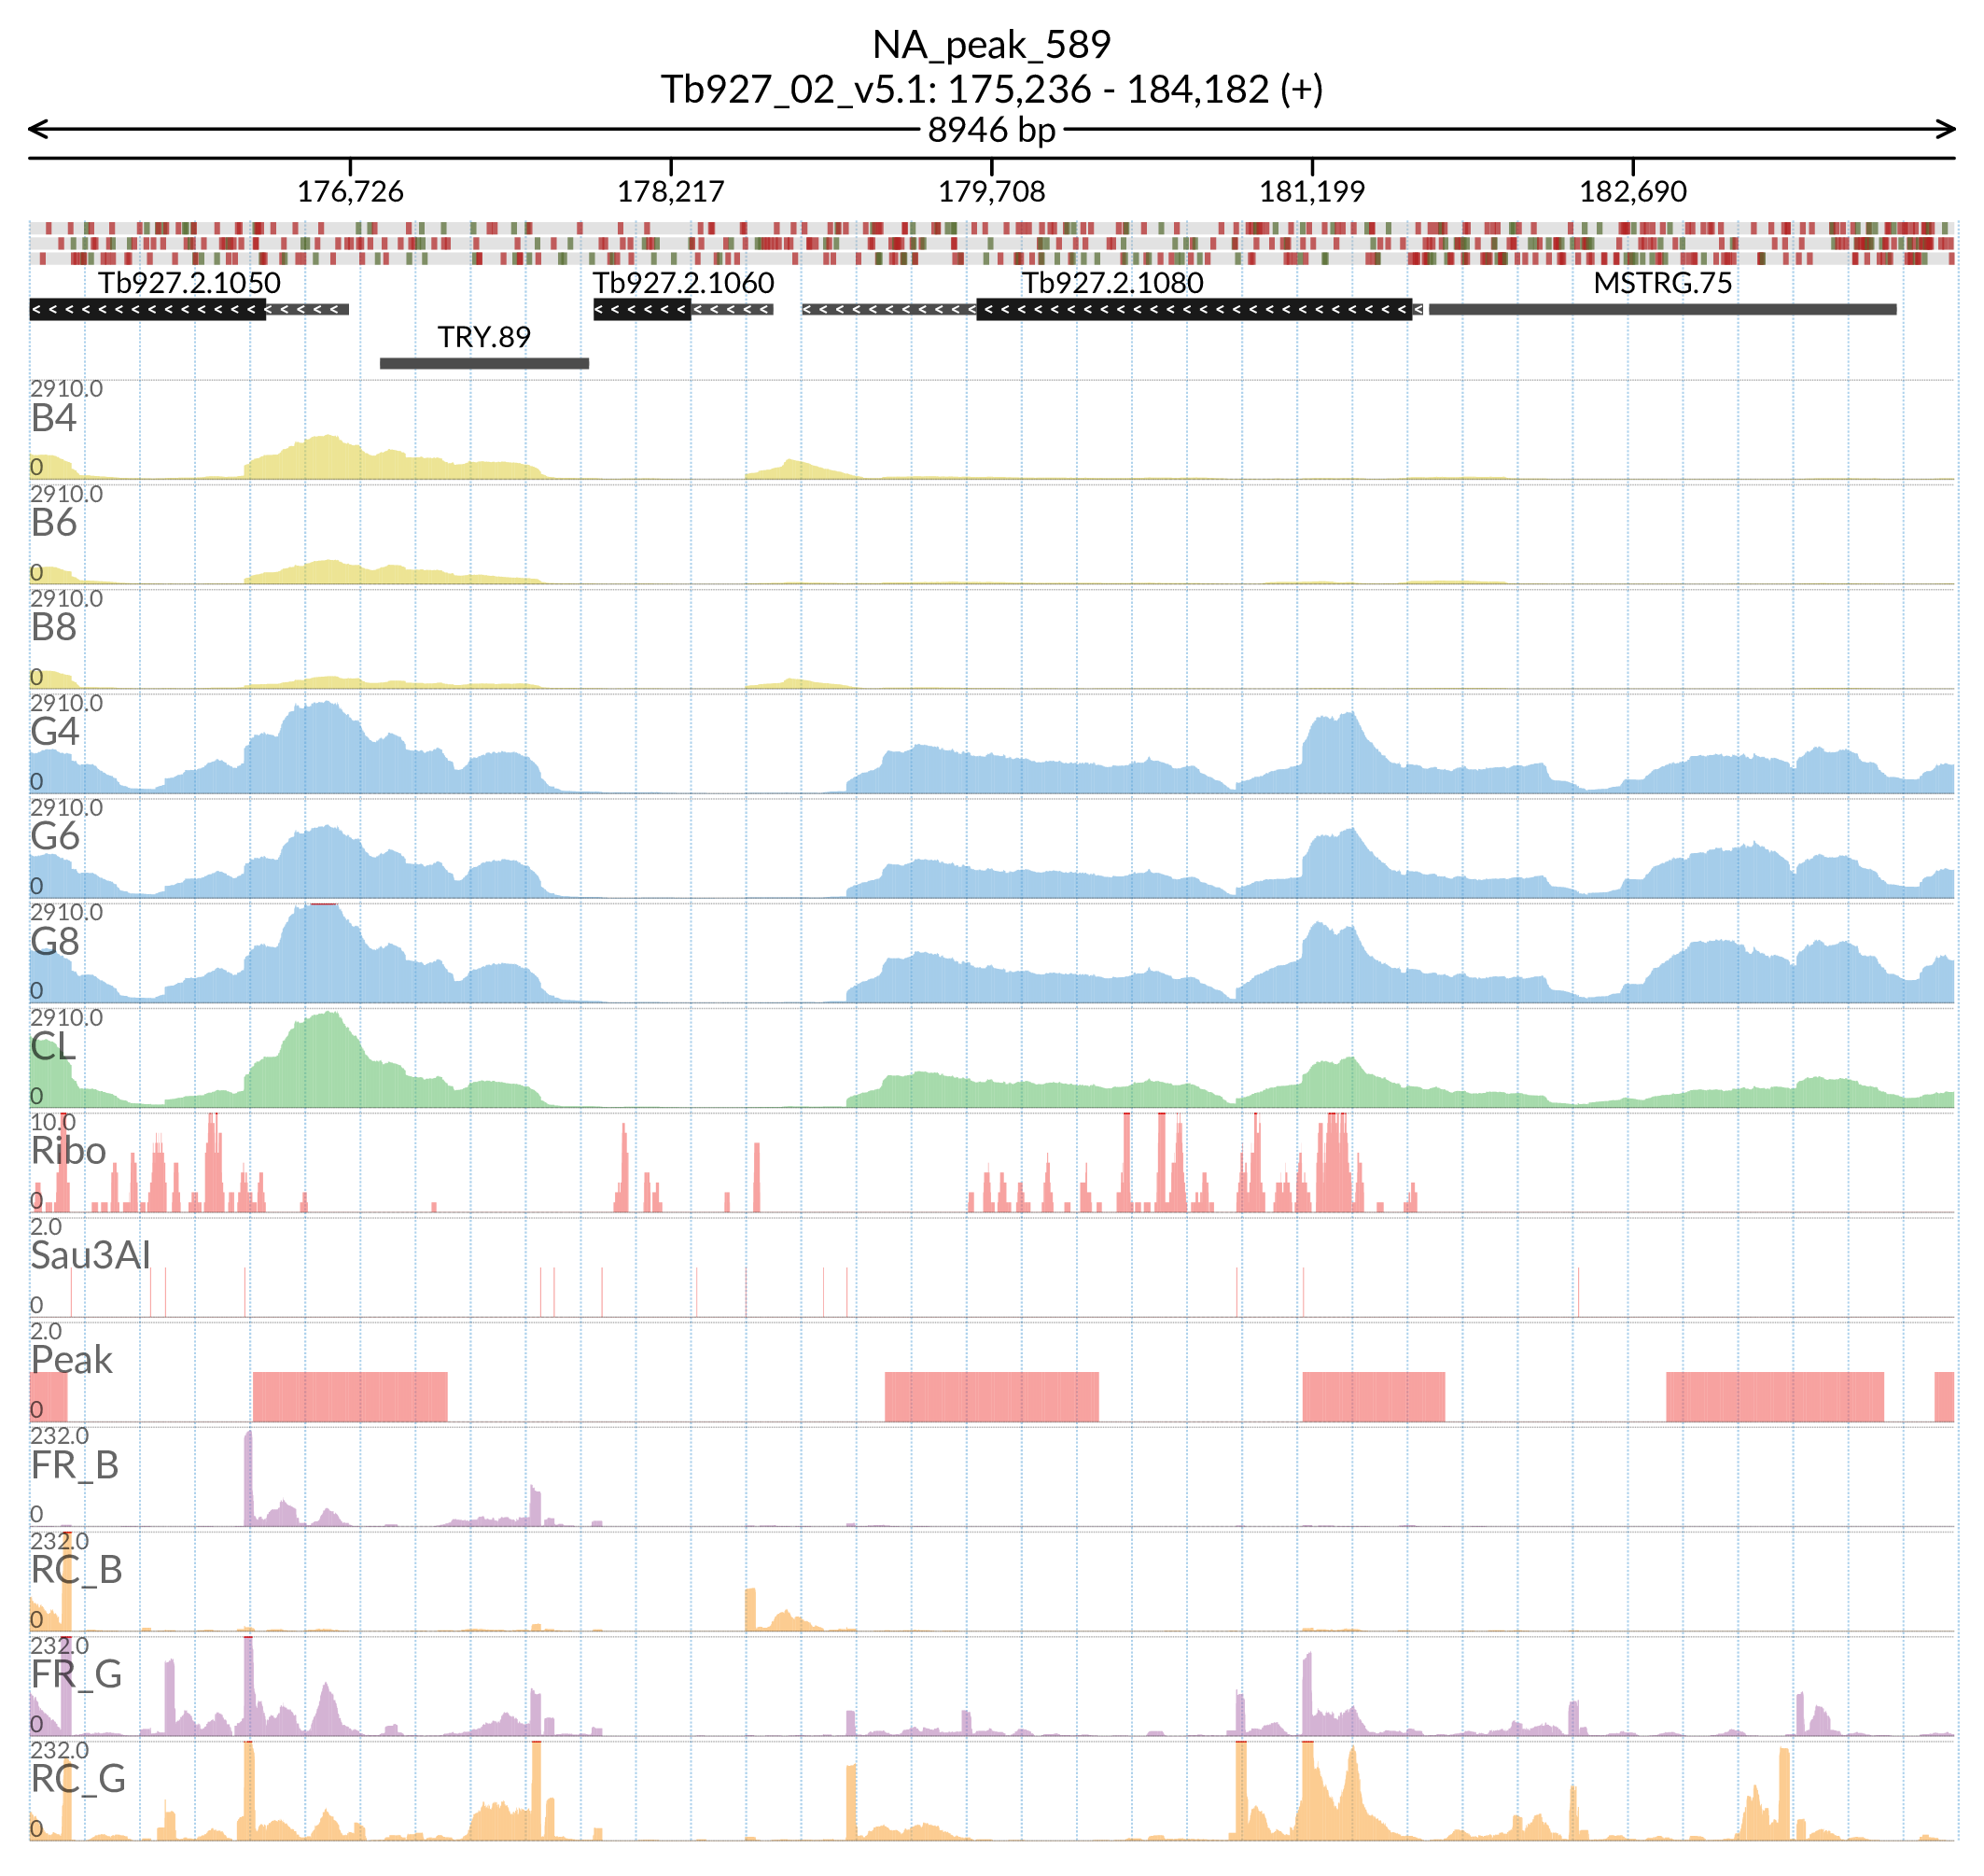 NA_peak_589
Tb927_02_v5.1: 175,236 - 184,182 (+)
8946 bp
176,726 178,217 179,708 181,199 182,690
Tb927.2.1050 Tb927.2.1060 Tb927.2.1080 MSTRG.75
TRY.89
2910.0
B4
0
2910.0
B6
0
2910.0
B8
0
2910.0
G4
0
2910.0
G6
0
2910.0
G8
0
2910.0
CL
0
10.0
Ribo
0
2.0
Sau3AI
0
2.0
Peak
0
232.0
FR_B
0
232.0
RC_B
0
232.0
FR_G
0
232.0
RC_G
0